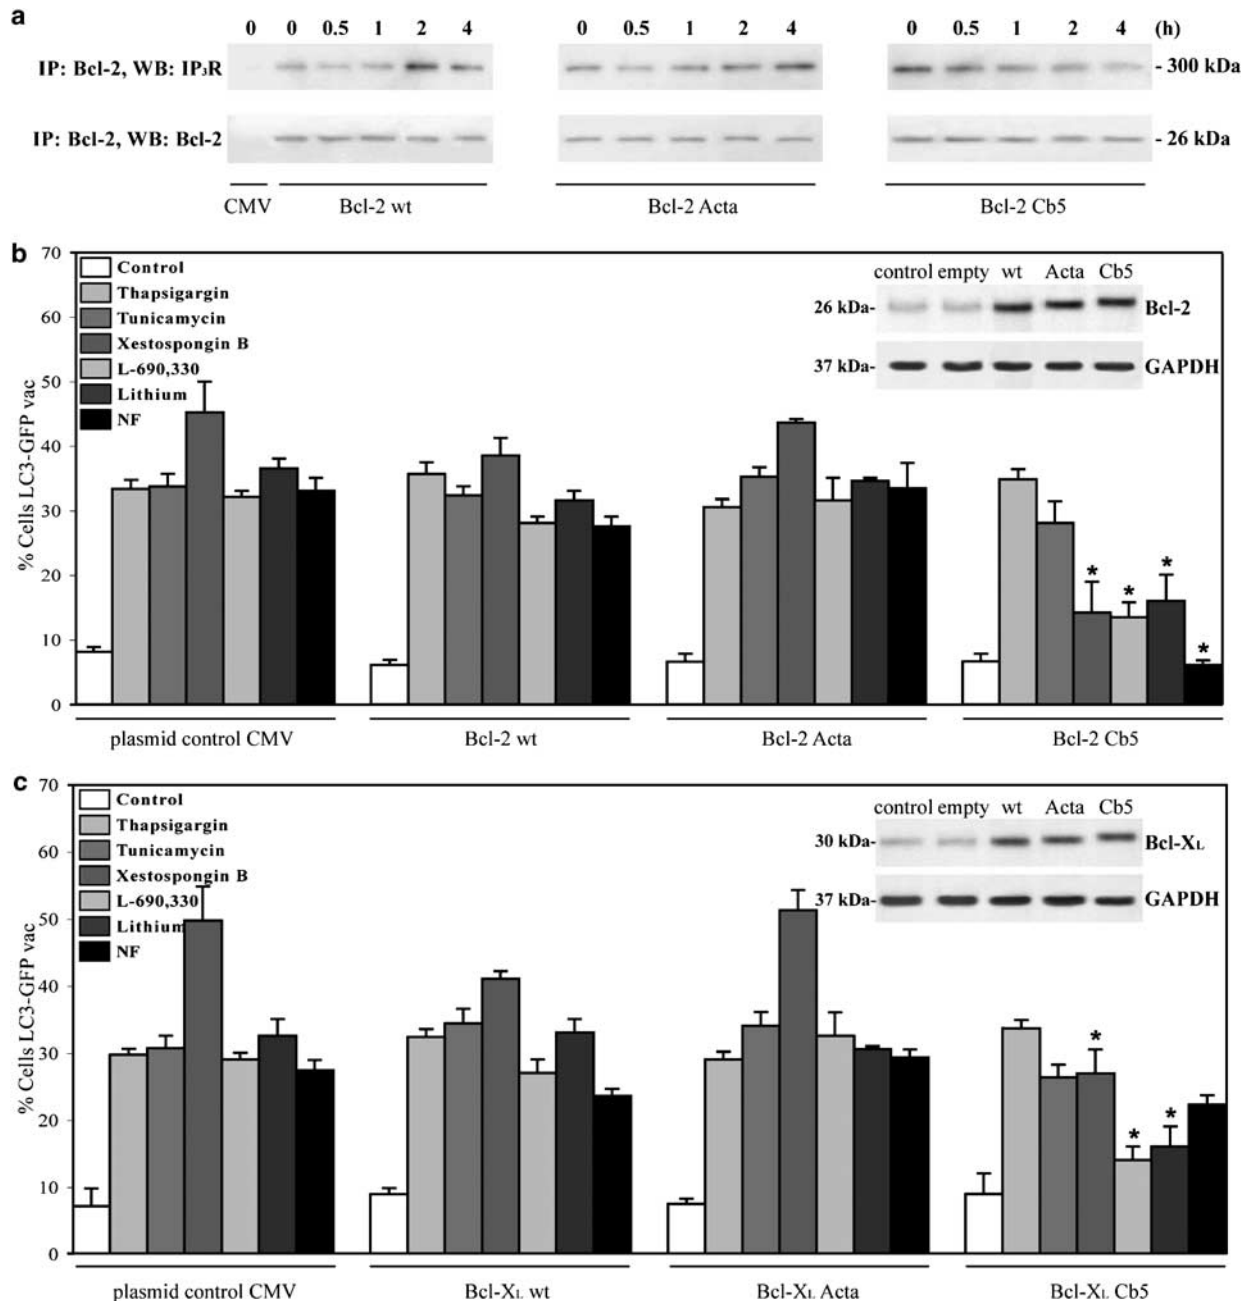 a
0 0 0.5 1 2 4 0 0.5 1 2 4 0 0.5 1 2 4 (h)
IP: Bcl-2, WB: IP₃R - 300 kDa
IP: Bcl-2, WB: Bcl-2 - 26 kDa
CMV Bcl-2 wt Bcl-2 Acta Bcl-2 Cb5
b
70
60
50
40
30
20
10
0
% Cells LC3-GFP vac
Control
Thapsigargin
Tunicamycin
Xestospongin B
L-690,330
Lithium
NF
control empty wt Acta Cb5
26 kDa- Bcl-2
37 kDa- GAPDH
* * * *
plasmid control CMV Bcl-2 wt Bcl-2 Acta Bcl-2 Cb5
c
70
60
50
40
30
20
10
0
% Cells LC3-GFP vac
Control
Thapsigargin
Tunicamycin
Xestospongin B
L-690,330
Lithium
NF
control empty wt Acta Cb5
30 kDa- Bcl-XL
37 kDa- GAPDH
* * *
plasmid control CMV Bcl-XL wt Bcl-XL Acta Bcl-XL Cb5